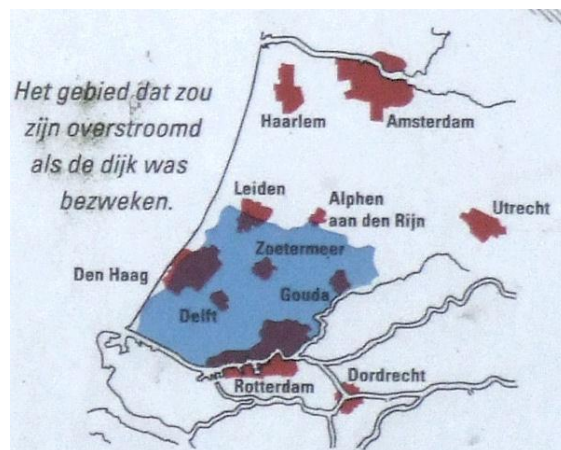 Het gebied dat zou
zijn overstroomd
als de dijk was
bezweken.
Haarlem
Amsterdam
Leiden
Alphen
aan den Rijn
Utrecht
Zoetermeer
Den Haag
Gouda
Delft
Rotterdam
Dordrecht